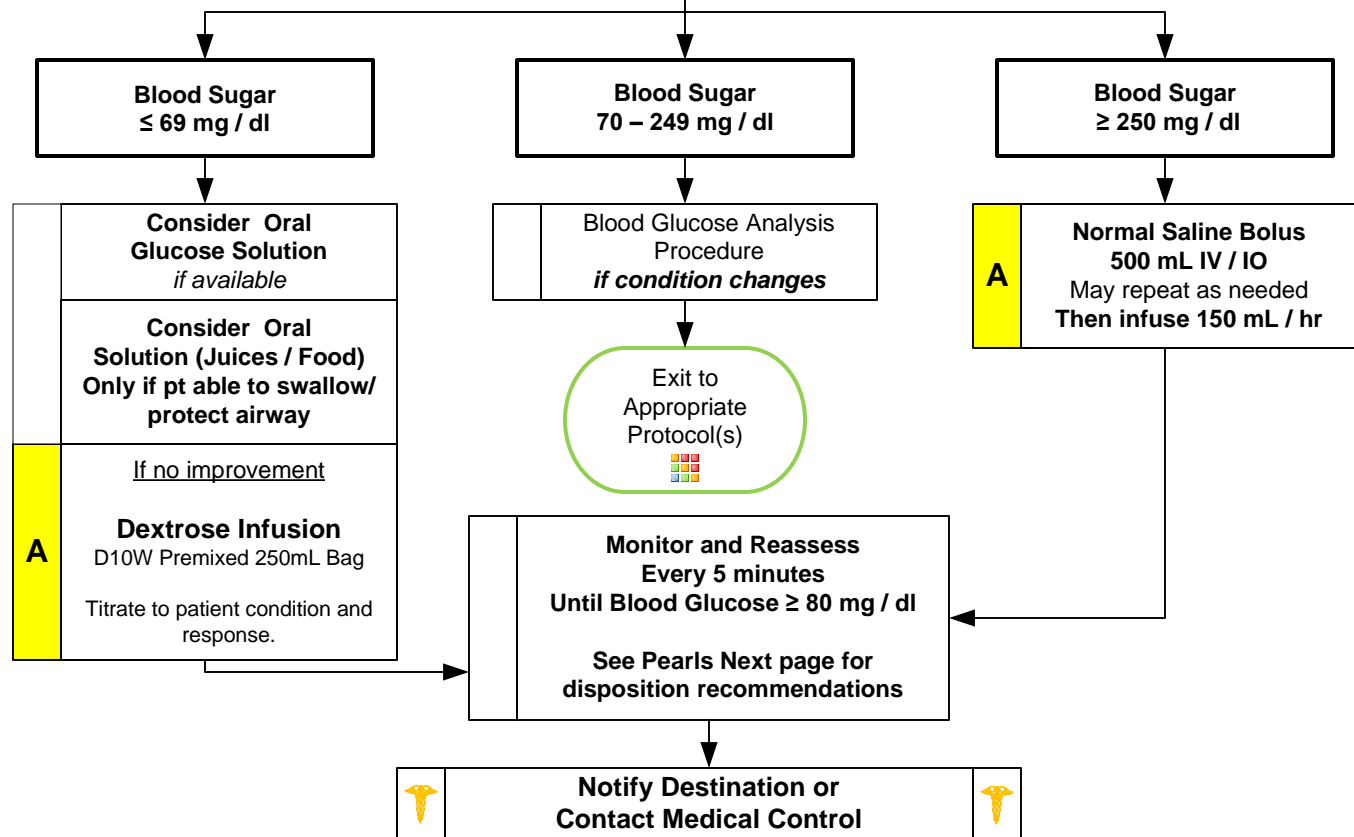 Blood Sugar
≤ 69 mg / dl
Blood Sugar
70 – 249 mg / dl
Blood Sugar
≥ 250 mg / dl
Consider Oral
Glucose Solution
if available
Consider Oral
Solution (Juices / Food)
Only if pt able to swallow/
protect airway
A
If no improvement
Dextrose Infusion
D10W Premixed 250mL Bag
Titrate to patient condition and
response.
Blood Glucose Analysis
Procedure
if condition changes
Exit to
Appropriate
Protocol(s)
A
Normal Saline Bolus
500 mL IV / IO
May repeat as needed
Then infuse 150 mL / hr
Monitor and Reassess
Every 5 minutes
Until Blood Glucose ≥ 80 mg / dl
See Pearls Next page for
disposition recommendations
Notify Destination or
Contact Medical Control